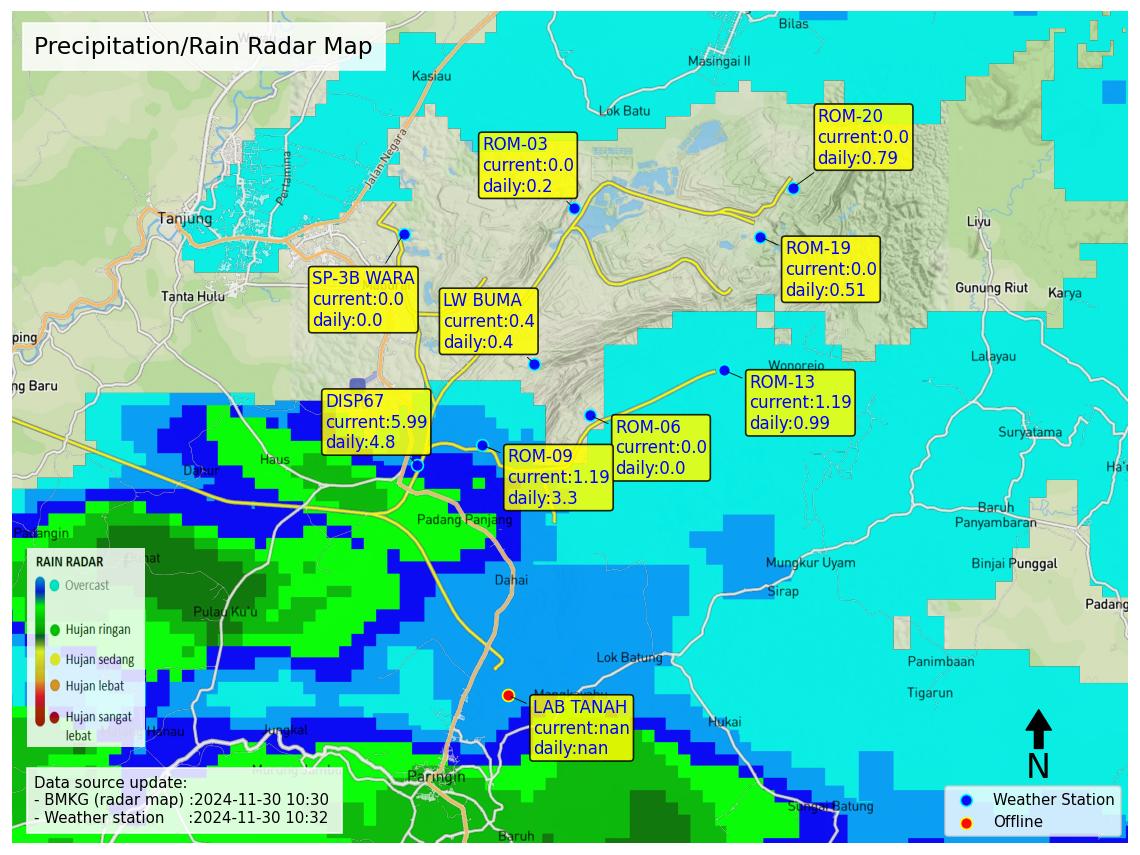 Precipitation/Rain Radar Map
Bilas
Masingai II
Kasiau
Lok Batu
Jalan Negara
Pertamina
Tanjung
Tanta Hulu
ROM-20
current:0.0
daily:0.79
ROM-03
current:0.0
daily:0.2
ROM-19
current:0.0
daily:0.51
SP-3B WARA
current:0.0
daily:0.0
LW BUMA
current:0.4
daily:0.4
Liyu
Gunung Riut
Karya
ping
ng Baru
Lalayau
Wonorejo
ROM-13
current:1.19
daily:0.99
DISP67
current:5.99
daily:4.8
ROM-06
current:0.0
daily:0.0
ROM-09
current:1.19
daily:3.3
Suryatama
Ha'u
Haus
Dahur
Baruh
Panyambaran
Padang Panjang
Padangin
Binjai Punggal
Mungkur Uyam
Dahai
Sirap
Padang
Pulau Ku'u
Lok Batung
Panimbaan
Tigarun
Hukai
LAB TANAH
current:nan
daily:nan
RAIN RADAR
Overcast
Hujan ringan
Hujan sedang
Hujan lebat
Hujan sangat
lebat
Hanau
Jungkal
Paringin
Sungai Batung
Baruh
N
Data source update:
- BMKG (radar map) :2024-11-30 10:30
- Weather station :2024-11-30 10:32
Weather Station
Offline